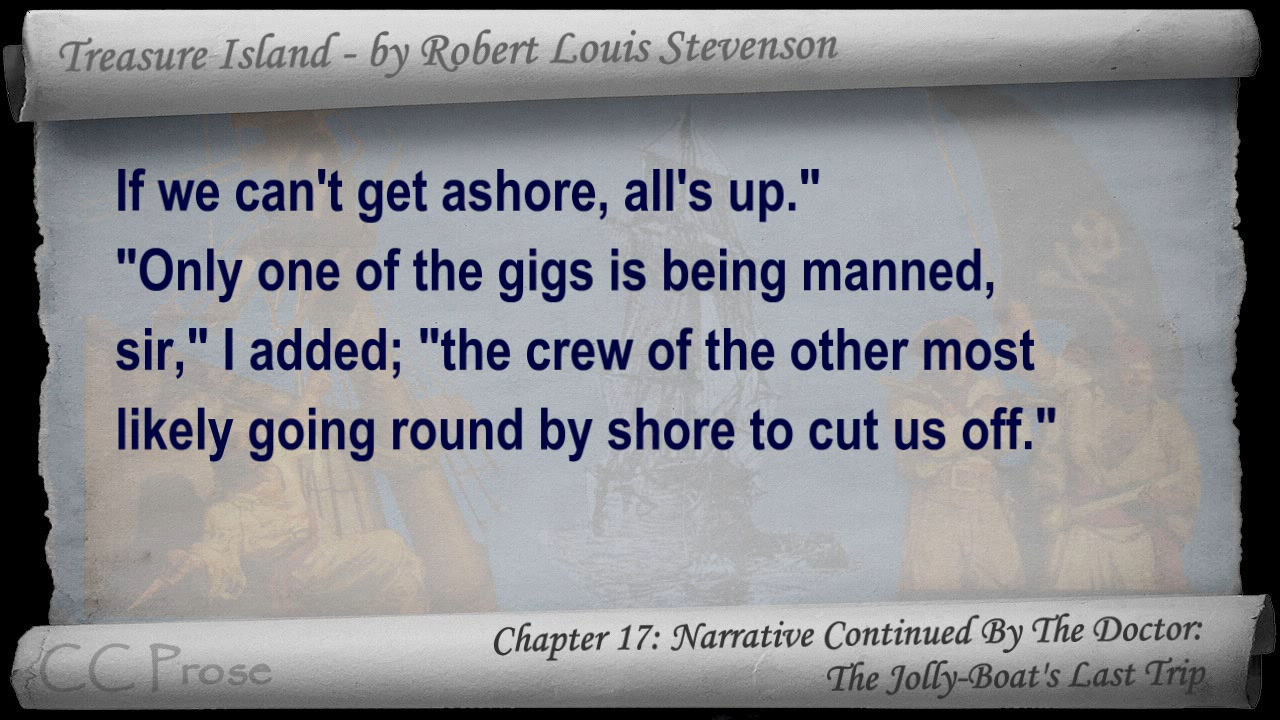 Treasure Island - by Robert Louis Stevenson
If we can't get ashore, all's up."
"Only one of the gigs is being manned,
sir," I added; "the crew of the other most
likely going round by shore to cut us off."
Chapter 17: Narrative Continued By The Doctor:
The Jolly-Boat's Last Trip
CC Prose